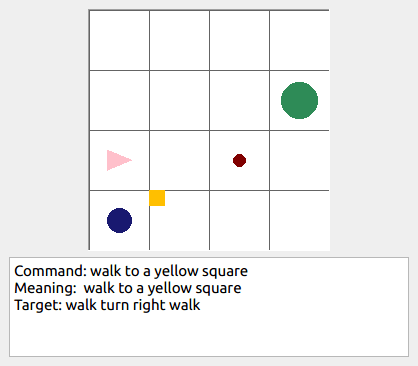 Command: walk to a yellow square
Meaning:  walk to a yellow square
Target: walk turn right walk